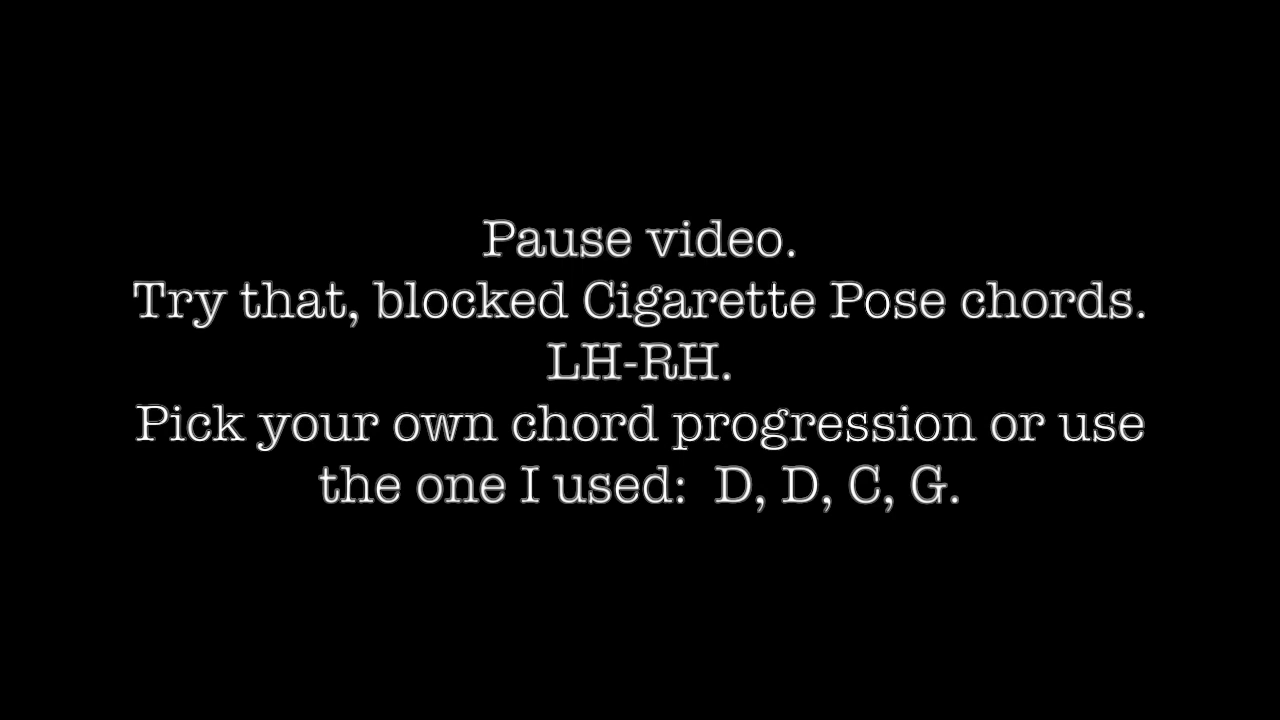 Pause video.
Try that, blocked Cigarette Pose chords.
LH-RH.
Pick your own chord progression or use
the one I used:  D, D, C, G.